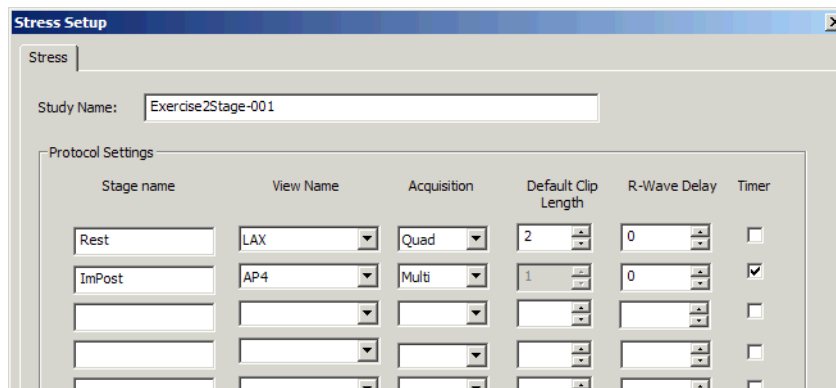 Stress Setup
Stress
Study Name: Exercise2Stage-001
Protocol Settings
Stage name View Name Acquisition Default Clip Length R-Wave Delay Timer
Rest LAX Quad 2 0
ImPost AP4 Multi 1 0